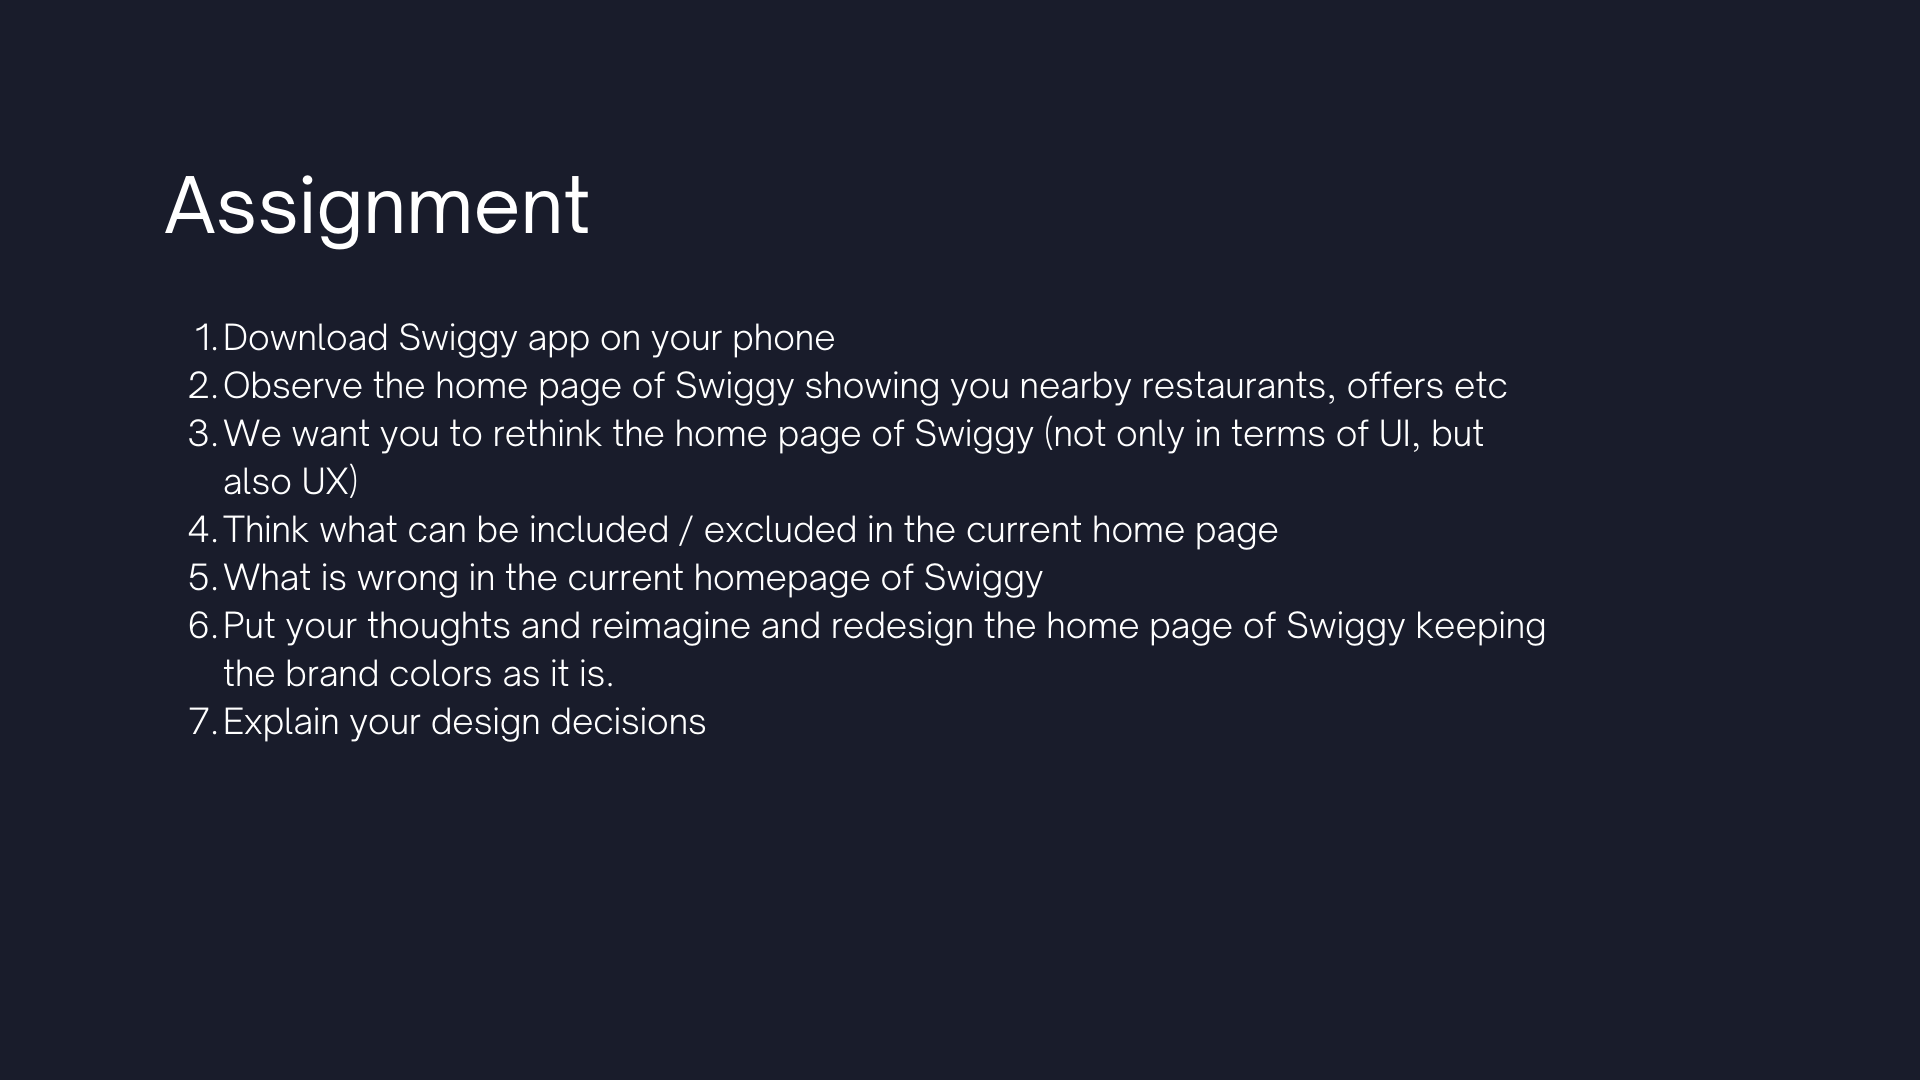 Assignment
1. Download Swiggy app on your phone
2. Observe the home page of Swiggy showing you nearby restaurants, offers etc
3. We want you to rethink the home page of Swiggy (not only in terms of UI, but
also UX)
4. Think what can be included / excluded in the current home page
5. What is wrong in the current homepage of Swiggy
6. Put your thoughts and reimagine and redesign the home page of Swiggy keeping
the brand colors as it is.
7. Explain your design decisions